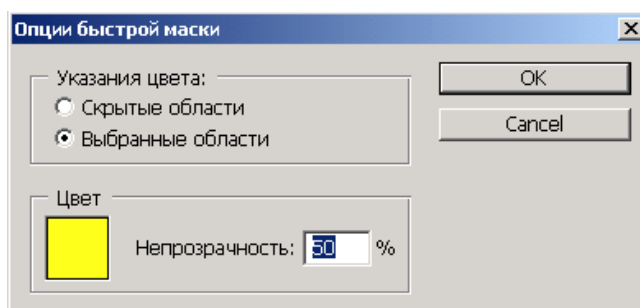 Опции быстрой маски
Указания цвета:
Скрытые области
Выбранные области
OK
Cancel
Цвет
Непрозрачность: 50 %